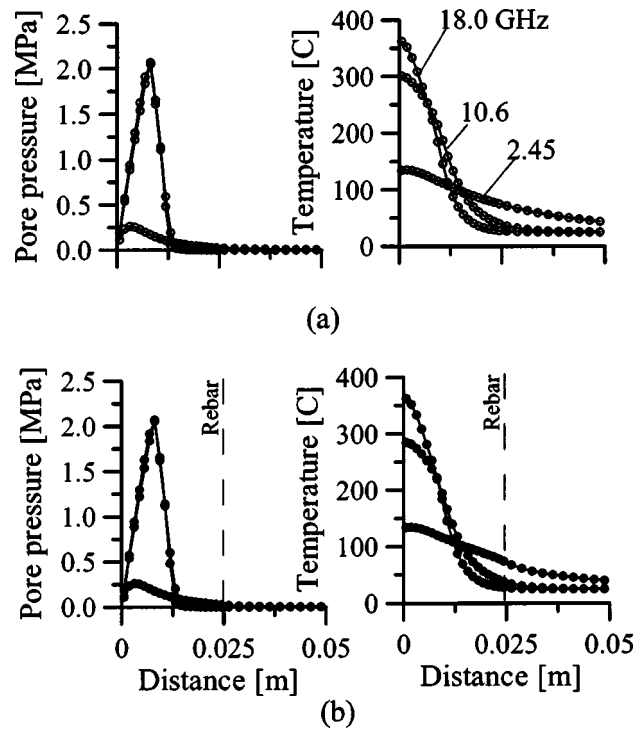 Pore pressure [MPa]
2.5
2.0
1.5
1.0
0.5
0.0
Temperature [C]
400
300
200
100
0
18.0 GHz
10.6
2.45
(a)
Pore pressure [MPa]
2.5
2.0
1.5
1.0
0.5
0.0
Rebar
0
0.025
0.05
Distance [m]
Temperature [C]
400
300
200
100
0
Rebar
0
0.025
0.05
Distance [m]
(b)